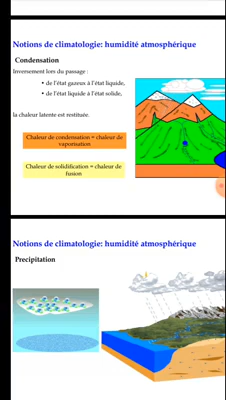 Notions de climatologie: humidité atmosphérique
Condensation
Inversement lors du passage :
• de l'état gazeux à l'état liquide,
• de l'état liquide à l'état solide,
la chaleur latente est restituée.
Chaleur de condensation = chaleur de
vaporisation
Chaleur de solidification = chaleur de
fusion
Notions de climatologie: humidité atmosphérique
Precipitation